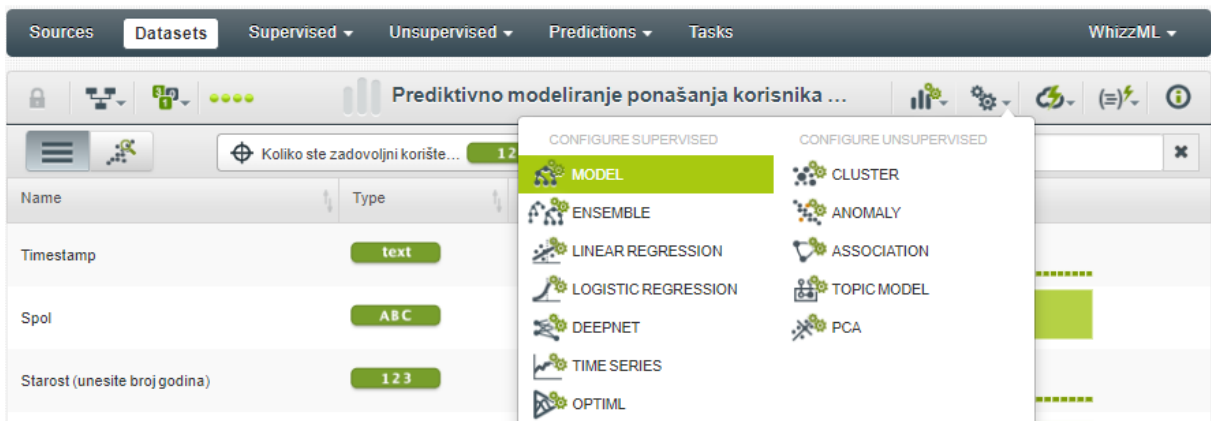 Sources Datasets Supervised Unsupervised Predictions Tasks WhizzML
Prediktivno modeliranje ponašanja korisnika ...
Koliko ste zadovoljni korište... 12
CONFIGURE SUPERVISED CONFIGURE UNSUPERVISED
MODEL CLUSTER
Name Type
ENSEMBLE ANOMALY
Timestamp text LINEAR REGRESSION ASSOCIATION
LOGISTIC REGRESSION TOPIC MODEL
Spol ABC DEEPNET PCA
TIME SERIES
Starost (unesite broj godina) 123
OPTIML